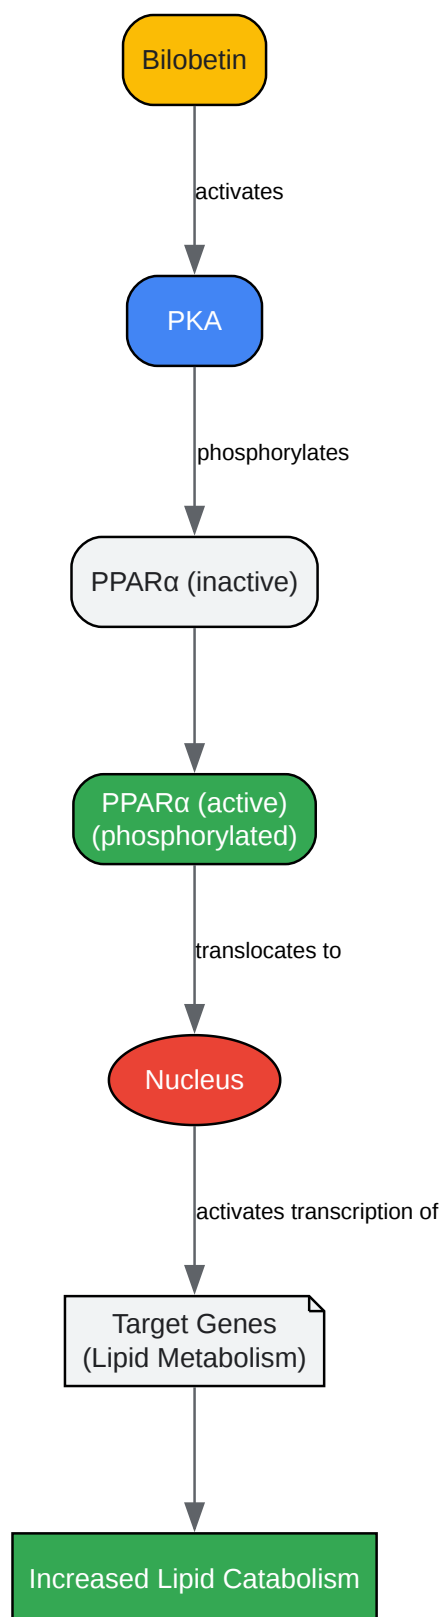 Bilobetin
activates
PKA
phosphorylates
PPARα (inactive)
PPARα (active)
(phosphorylated)
translocates to
Nucleus
activates transcription of
Target Genes
(Lipid Metabolism)
Increased Lipid Catabolism